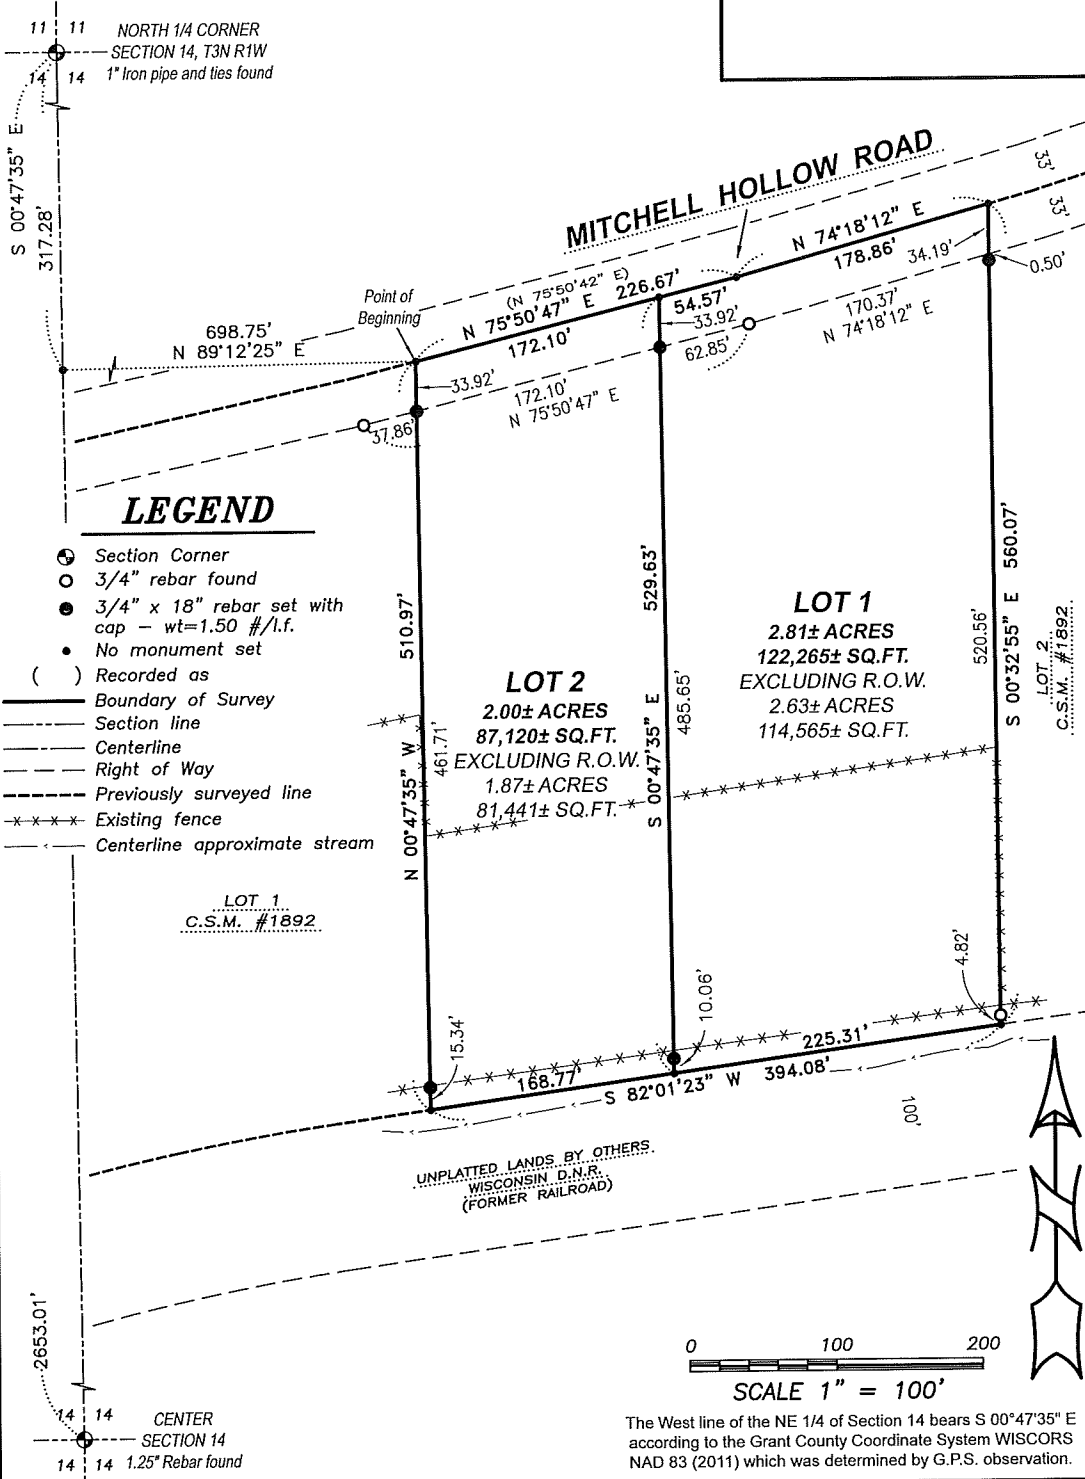 11 11
NORTH 1/4 CORNER
SECTION 14, T3N R1W
1" Iron pipe and ties found
14 14
S 00°47'35" E
317.28'
MITCHELL HOLLOW ROAD
33'
33'
N 74°18'12" E
178.86'
34.19'
0.50'
(N 75°50'42" E)
N 75°50'47" E 226.67'
172.10'
54.57'
33.92'
62.85'
170.37'
N 74°18'12" E
Point of
Beginning
698.75'
N 89°12'25" E
33.92'
172.10'
N 75°50'47" E
37.86'
LEGEND
Section Corner
3/4" rebar found
3/4" x 18" rebar set with
cap - wt=1.50 #/l.f.
No monument set
( ) Recorded as
Boundary of Survey
Section line
Centerline
Right of Way
Previously surveyed line
Existing fence
Centerline approximate stream
N 00°47'35" W 510.97'
461.71'
LOT 2
2.00± ACRES
87,120± SQ.FT.
EXCLUDING R.O.W.
1.87± ACRES
81,441± SQ.FT.
S 00°47'35" E 529.63'
485.65'
LOT 1
2.81± ACRES
122,265± SQ.FT.
EXCLUDING R.O.W.
2.63± ACRES
114,565± SQ.FT.
520.56'
S 00°32'55" E 560.07'
LOT 2
C.S.M. #1892
LOT 1
C.S.M. #1892
15.34'
10.06'
4.82'
168.77'
225.31'
S 82°01'23" W 394.08'
100'
UNPLATTED LANDS BY OTHERS
WISCONSIN D.N.R.
(FORMER RAILROAD)
2653.01'
14 14
CENTER
SECTION 14
1.25" Rebar found
14 14
0 100 200
SCALE 1" = 100'
The West line of the NE 1/4 of Section 14 bears S 00°47'35" E
according to the Grant County Coordinate System WISCORS
NAD 83 (2011) which was determined by G.P.S. observation.